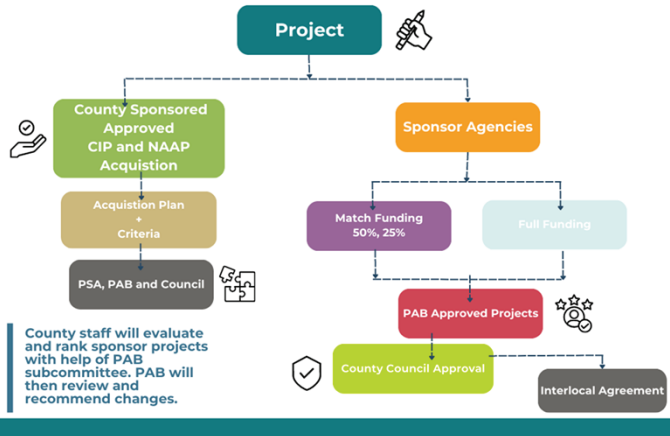 Project
County Sponsored
Approved
CIP and NAAP
Acquistion
Sponsor Agencies
Acquistion Plan
+
Criteria
Match Funding
50%, 25%
Full Funding
PSA, PAB and Council
PAB Approved Projects
County staff will evaluate
and rank sponsor projects
with help of PAB
subcommittee. PAB will
then review and
recommend changes.
County Council Approval
Interlocal Agreement